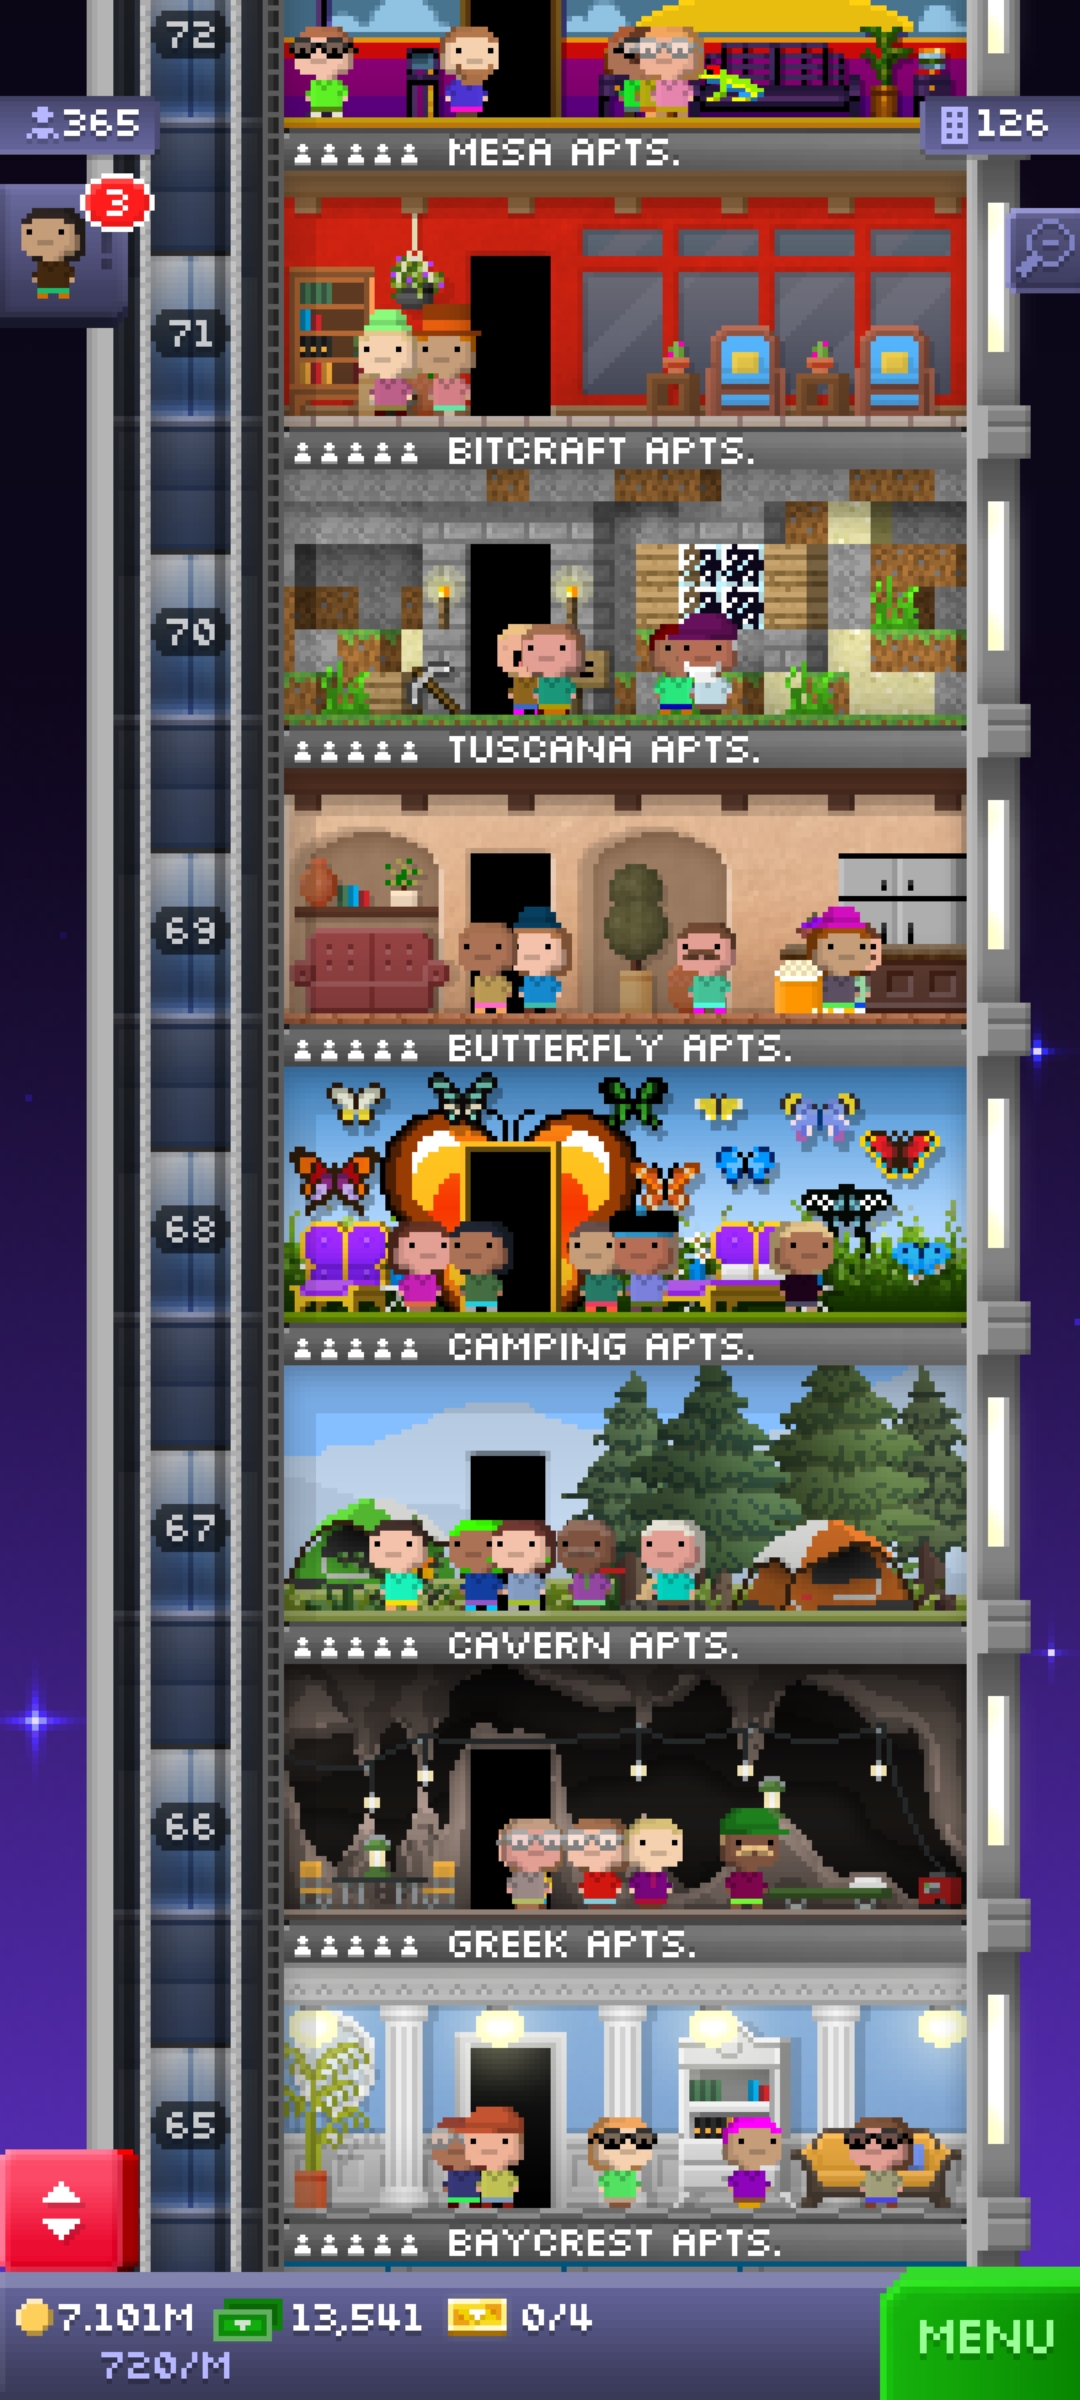 72
365
126
3
MESA APTS.
71
BITCRAFT APTS.
70
TUSCANA APTS.
69
BUTTERFLY APTS.
68
CAMPING APTS.
67
CAVERN APTS.
66
GREEK APTS.
65
BAYCREST APTS.
7.101M 13,541 0/4
720/M
MENU